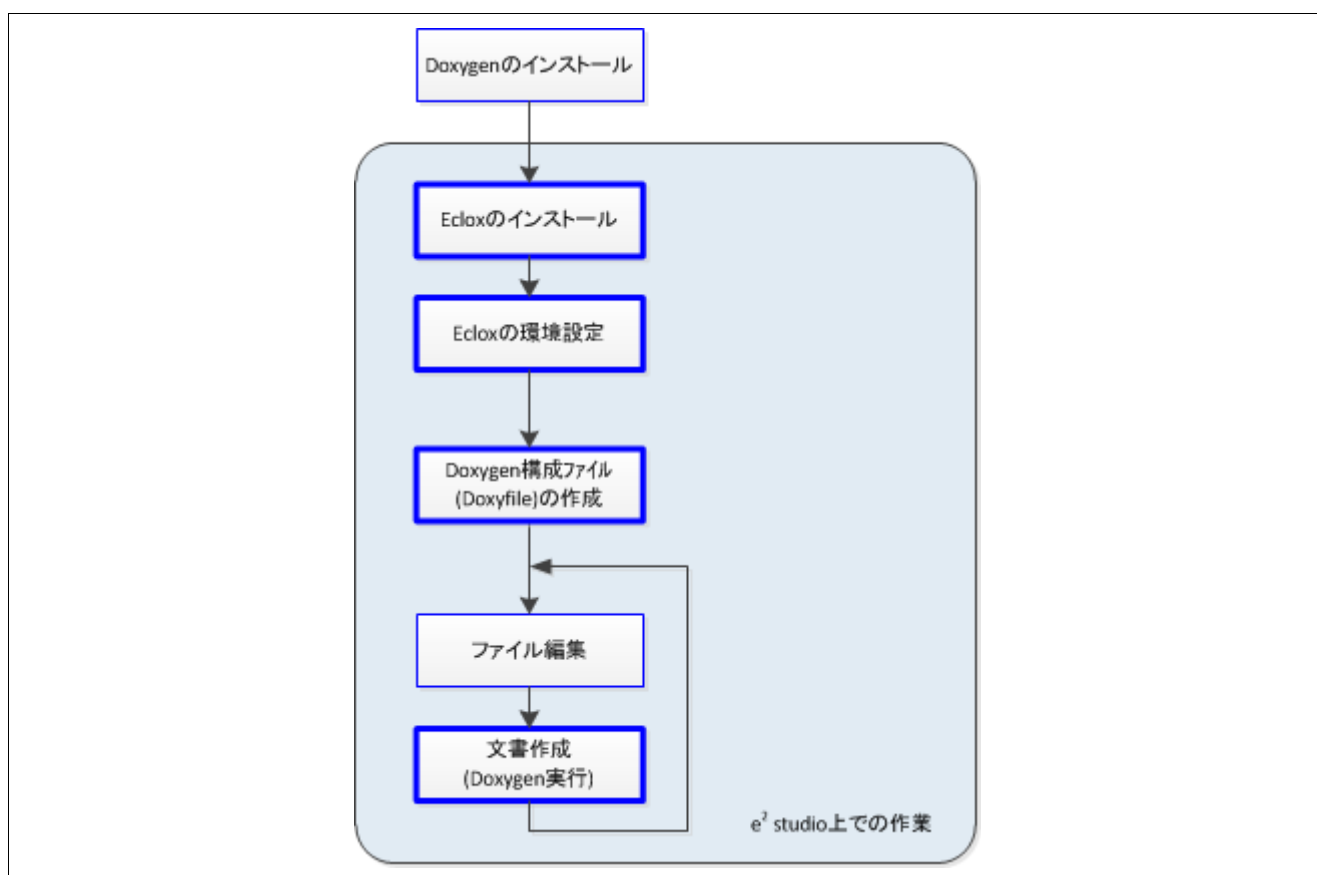 Doxygenのインストール
Ecloxのインストール
Ecloxの環境設定
Doxygen構成ファイル
(Doxyfile)の作成
ファイル編集
文書作成
(Doxygen実行)
e² studio上での作業